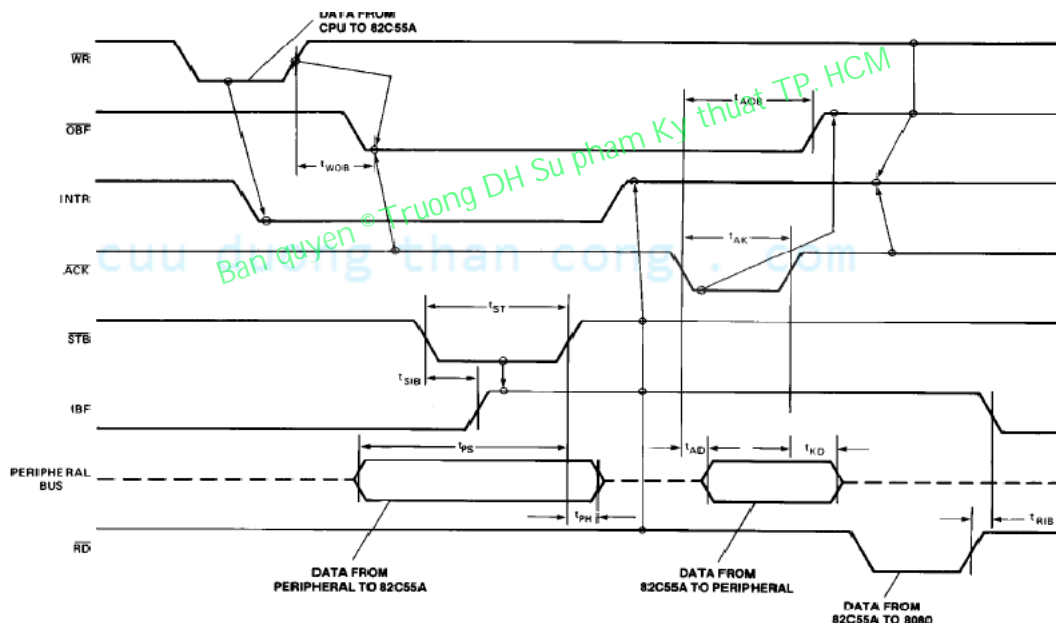 DATA FROM
CPU TO 82C55A
WR
tAOB
OBF
tWOB
INTR
tAK
ACK
cuu duong than cong . com
Ban quyen © Truong DH Su pham Ky thuat TP. HCM
tST
STB
tSIB
IBF
tPS
tAD
tKD
PERIPHERAL
BUS
tPH
tRIB
RD
DATA FROM
PERIPHERAL TO 82C55A
DATA FROM
82C55A TO PERIPHERAL
DATA FROM
82C55A TO 8080